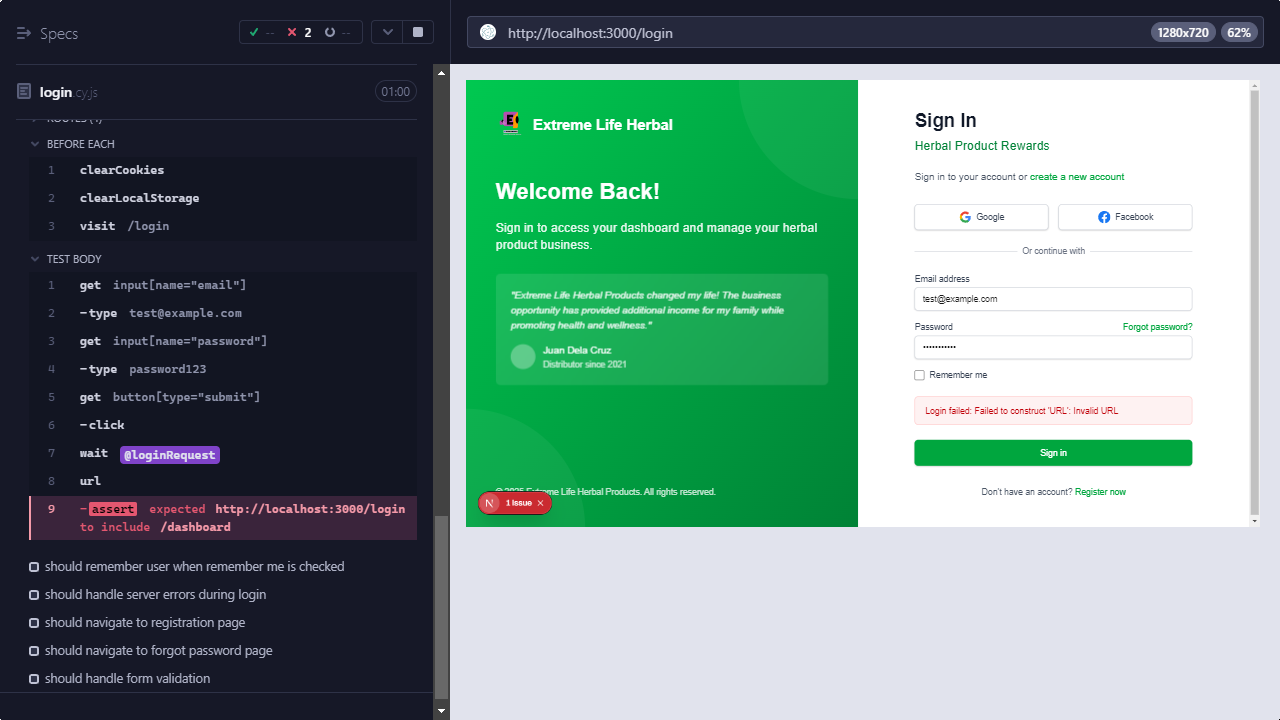 Specs
-- 2 --
login cy.js
01:00
ROUTES (1)
BEFORE EACH
1 clearCookies
2 clearLocalStorage
3 visit /login
TEST BODY
1 get input[name="email"]
2 -type test@example.com
3 get input[name="password"]
4 -type password123
5 get button[type="submit"]
6 -click
7 wait @loginRequest
8 url
9 -assert expected http://localhost:3000/login
to include /dashboard
should remember user when remember me is checked
should handle server errors during login
should navigate to registration page
should navigate to forgot password page
should handle form validation
http://localhost:3000/login
1280x720 62%
Extreme Life Herbal
Welcome Back!
Sign in to access your dashboard and manage your herbal
product business.
"Extreme Life Herbal Products changed my life! The business
opportunity has provided additional income for my family while
promoting health and wellness."
Juan Dela Cruz
Distributor since 2021
© 2025 Extreme Life Herbal Products. All rights reserved.
N 1 Issue
Sign In
Herbal Product Rewards
Sign in to your account or create a new account
Google
Facebook
Or continue with
Email address
test@example.com
Password
Forgot password?
•••••••••••
Remember me
Login failed: Failed to construct 'URL': Invalid URL
Sign in
Don't have an account? Register now